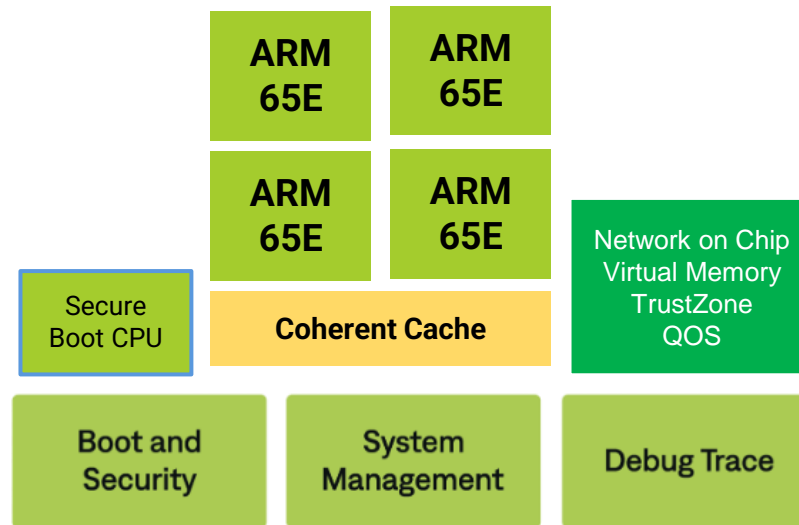 ARM
65E
ARM
65E
ARM
65E
ARM
65E
Network on Chip
Virtual Memory
TrustZone
QOS
Secure
Boot CPU
Coherent Cache
Boot and
Security
System
Management
Debug Trace